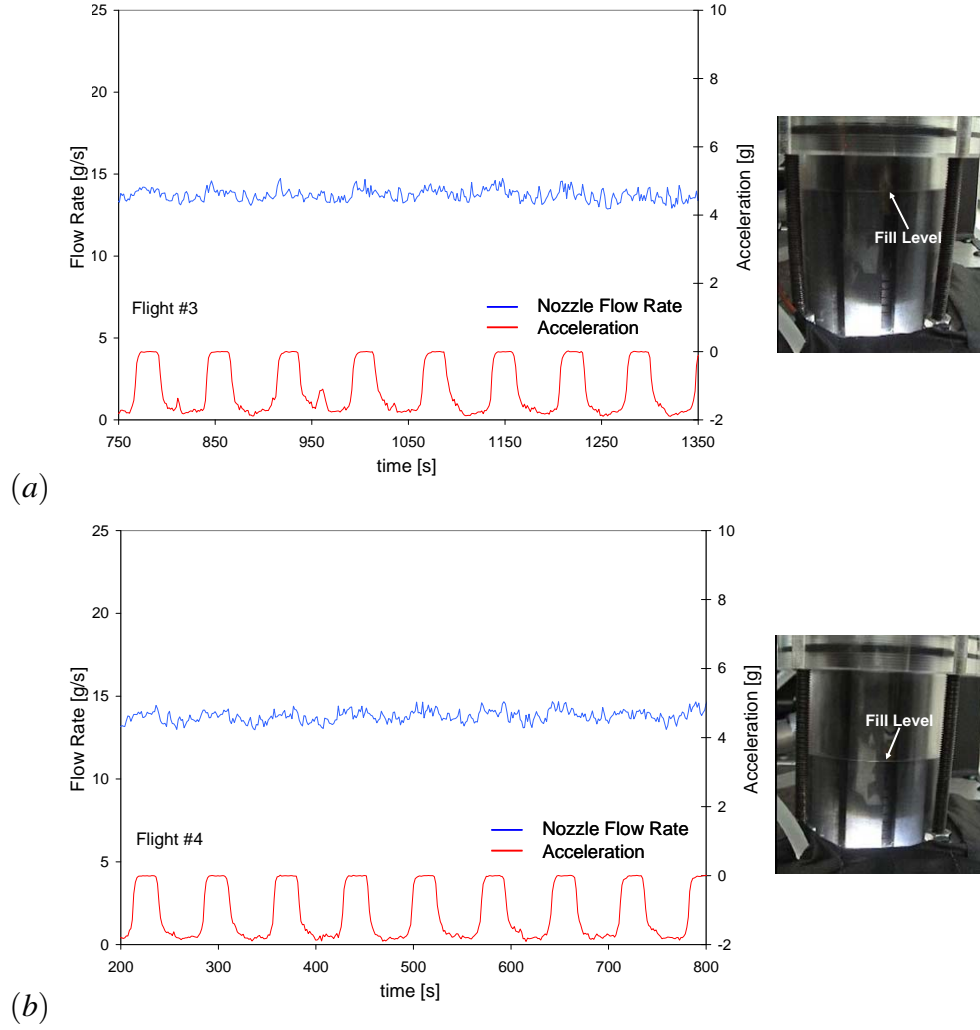 25
20
15
10
5
0
Flow Rate [g/s]
10
8
6
4
2
0
-2
Acceleration [g]
Flight #3
Nozzle Flow Rate
Acceleration
750 850 950 1050 1150 1250 1350
time [s]
Fill Level
(a)
25
20
15
10
5
0
Flow Rate [g/s]
10
8
6
4
2
0
-2
Acceleration [g]
Flight #4
Nozzle Flow Rate
Acceleration
200 300 400 500 600 700 800
time [s]
Fill Level
(b)